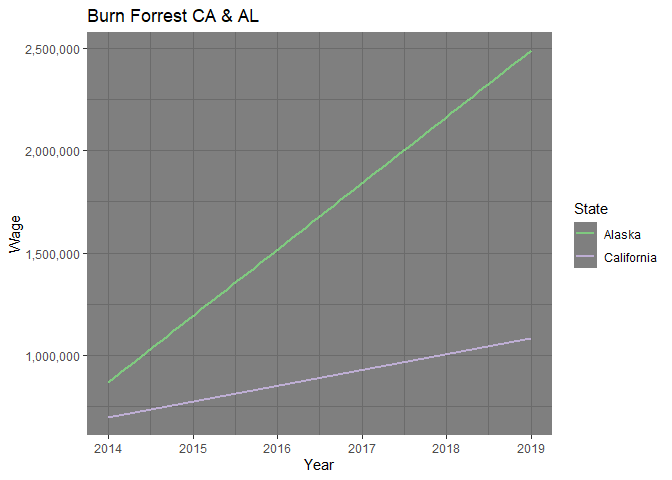 Burn Forrest CA & AL
2,500,000
2,000,000
1,500,000
1,000,000
Wage
2014 2015 2016 2017 2018 2019
Year
State
Alaska
California